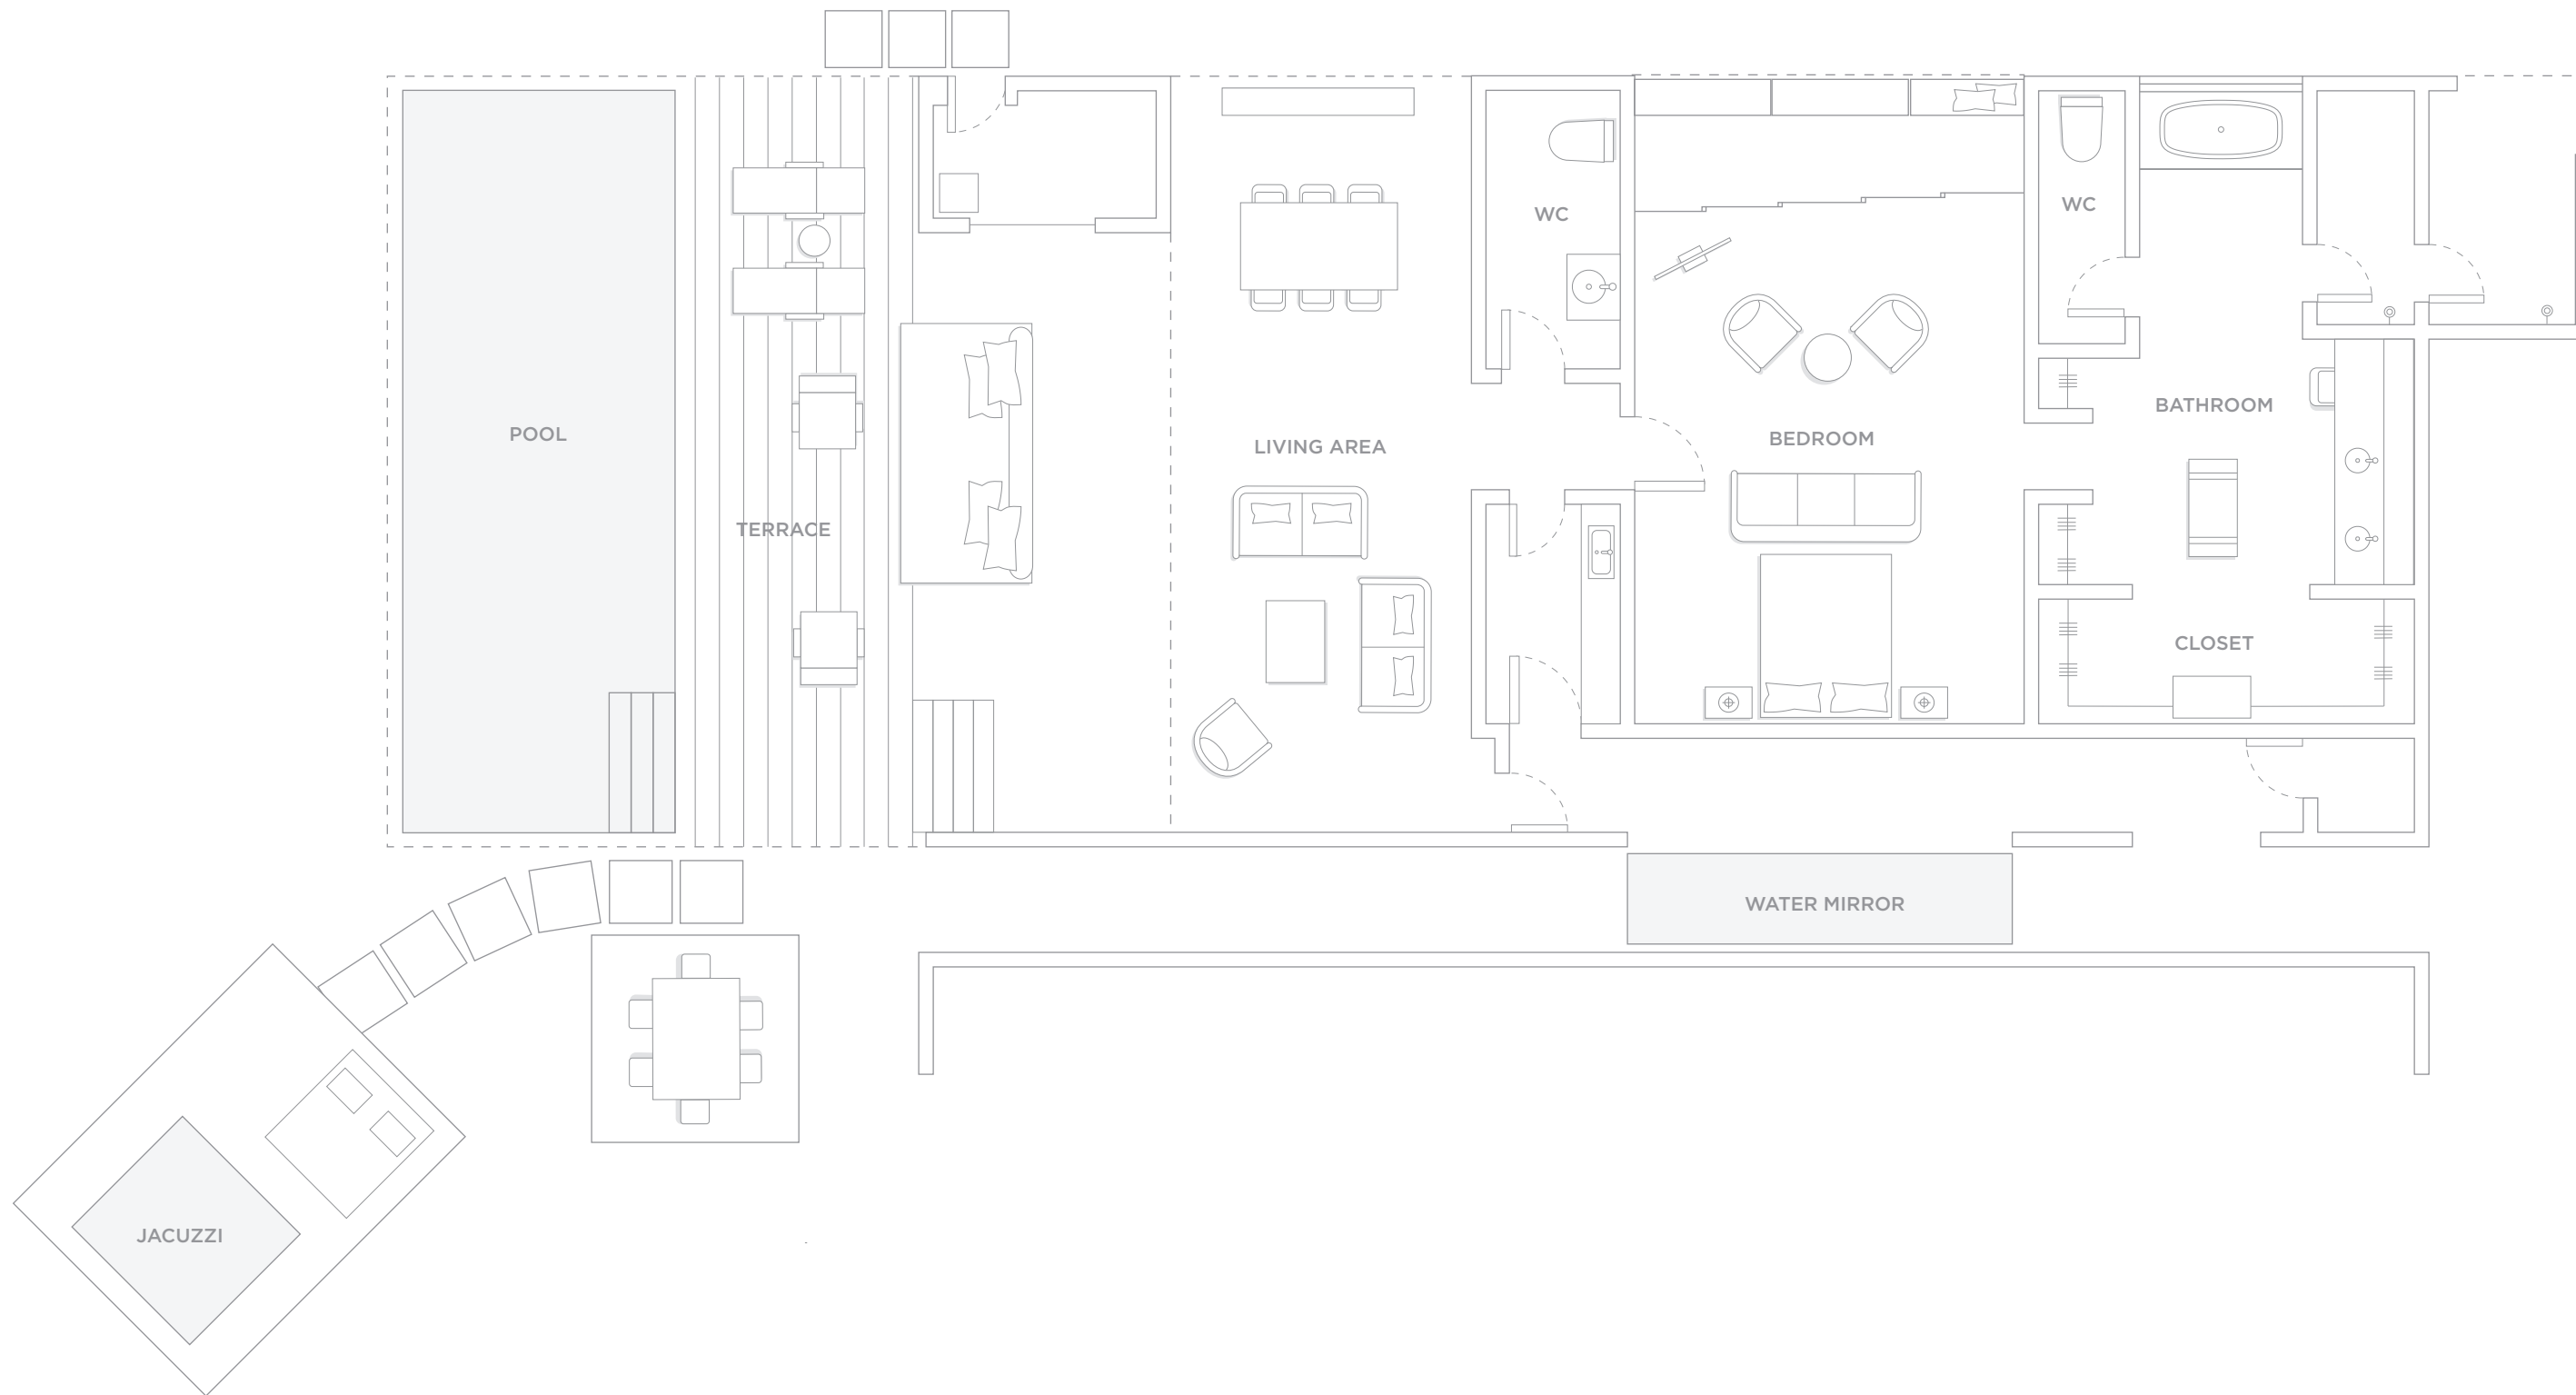 WC
WC
BATHROOM
POOL
BEDROOM
LIVING AREA
TERRACE
CLOSET
WATER MIRROR
JACUZZI